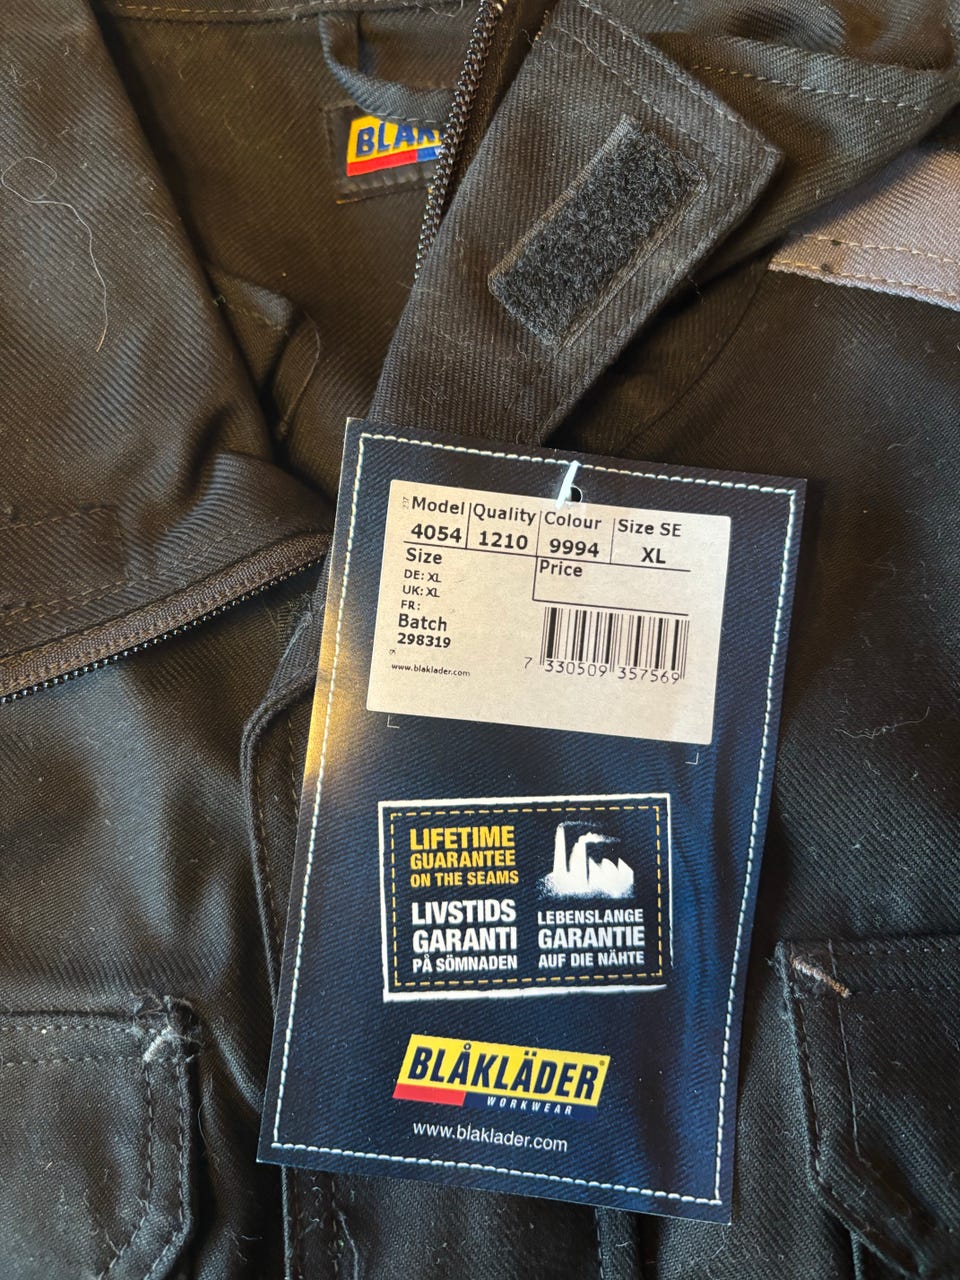 BLÅK
Model Quality Colour Size SE
4054 1210 9994 XL
Size Price
DE: XL
UK: XL
FR:
Batch
298319
www.blaklader.com
7 330509 357569
LIFETIME
GUARANTEE
ON THE SEAMS
LIVSTIDS
GARANTI
PÅ SÖMNADEN
LEBENSLANGE
GARANTIE
AUF DIE NÄHTE
BLÅKLÄDER®
WORKWEAR
www.blaklader.com